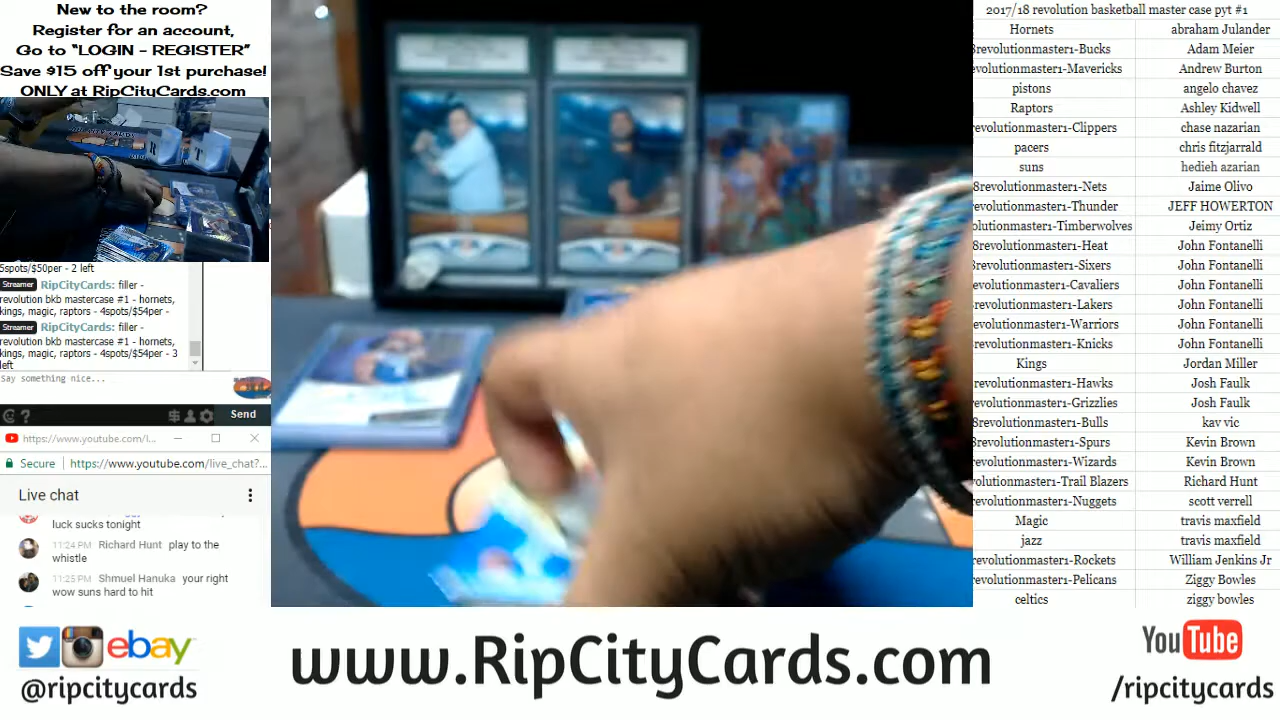 New to the room?
Register for an account,
Go to “LOGIN - REGISTER”
Save $15 off your 1st purchase!
ONLY at RipCityCards.com
5spots/$50per - 2 left
Streamer RipCityCards: filler -
revolution bkb mastercase #1 - hornets,
kings, magic, raptors - 4spots/$54per -
Streamer RipCityCards: filler -
revolution bkb mastercase #1 - hornets,
kings, magic, raptors - 4spots/$54per - 3
left
Say something nice...
Send
https://www.youtube.com/l...
Secure https://www.youtube.com/live_chat?...
Live chat
luck sucks tonight
11:24 PM Richard Hunt play to the
whistle
11:25 PM Shmuel Hanuka your right
wow suns hard to hit
2017/18 revolution basketball master case pyt #1
Hornets abraham Julander
8revolutionmaster1-Bucks Adam Meier
evolutionmaster1-Mavericks Andrew Burton
pistons angelo chavez
Raptors Ashley Kidwell
evolutionmaster1-Clippers chase nazarian
pacers chris fitzjarrald
suns hedieh azarian
8revolutionmaster1-Nets Jaime Olivo
revolutionmaster1-Thunder JEFF HOWERTON
olutionmaster1-Timberwolves Jeimy Ortiz
8revolutionmaster1-Heat John Fontanelli
revolutionmaster1-Sixers John Fontanelli
evolutionmaster1-Cavaliers John Fontanelli
revolutionmaster1-Lakers John Fontanelli
revolutionmaster1-Warriors John Fontanelli
revolutionmaster1-Knicks John Fontanelli
Kings Jordan Miller
revolutionmaster1-Hawks Josh Faulk
evolutionmaster1-Grizzlies Josh Faulk
8revolutionmaster1-Bulls kav vic
revolutionmaster1-Spurs Kevin Brown
evolutionmaster1-Wizards Kevin Brown
volutionmaster1-Trail Blazers Richard Hunt
revolutionmaster1-Nuggets scott verrell
Magic travis maxfield
jazz travis maxfield
revolutionmaster1-Rockets William Jenkins Jr
evolutionmaster1-Pelicans Ziggy Bowles
celtics ziggy bowles
ebay
@ripcitycards
www.RipCityCards.com
YouTube
/ripcitycards